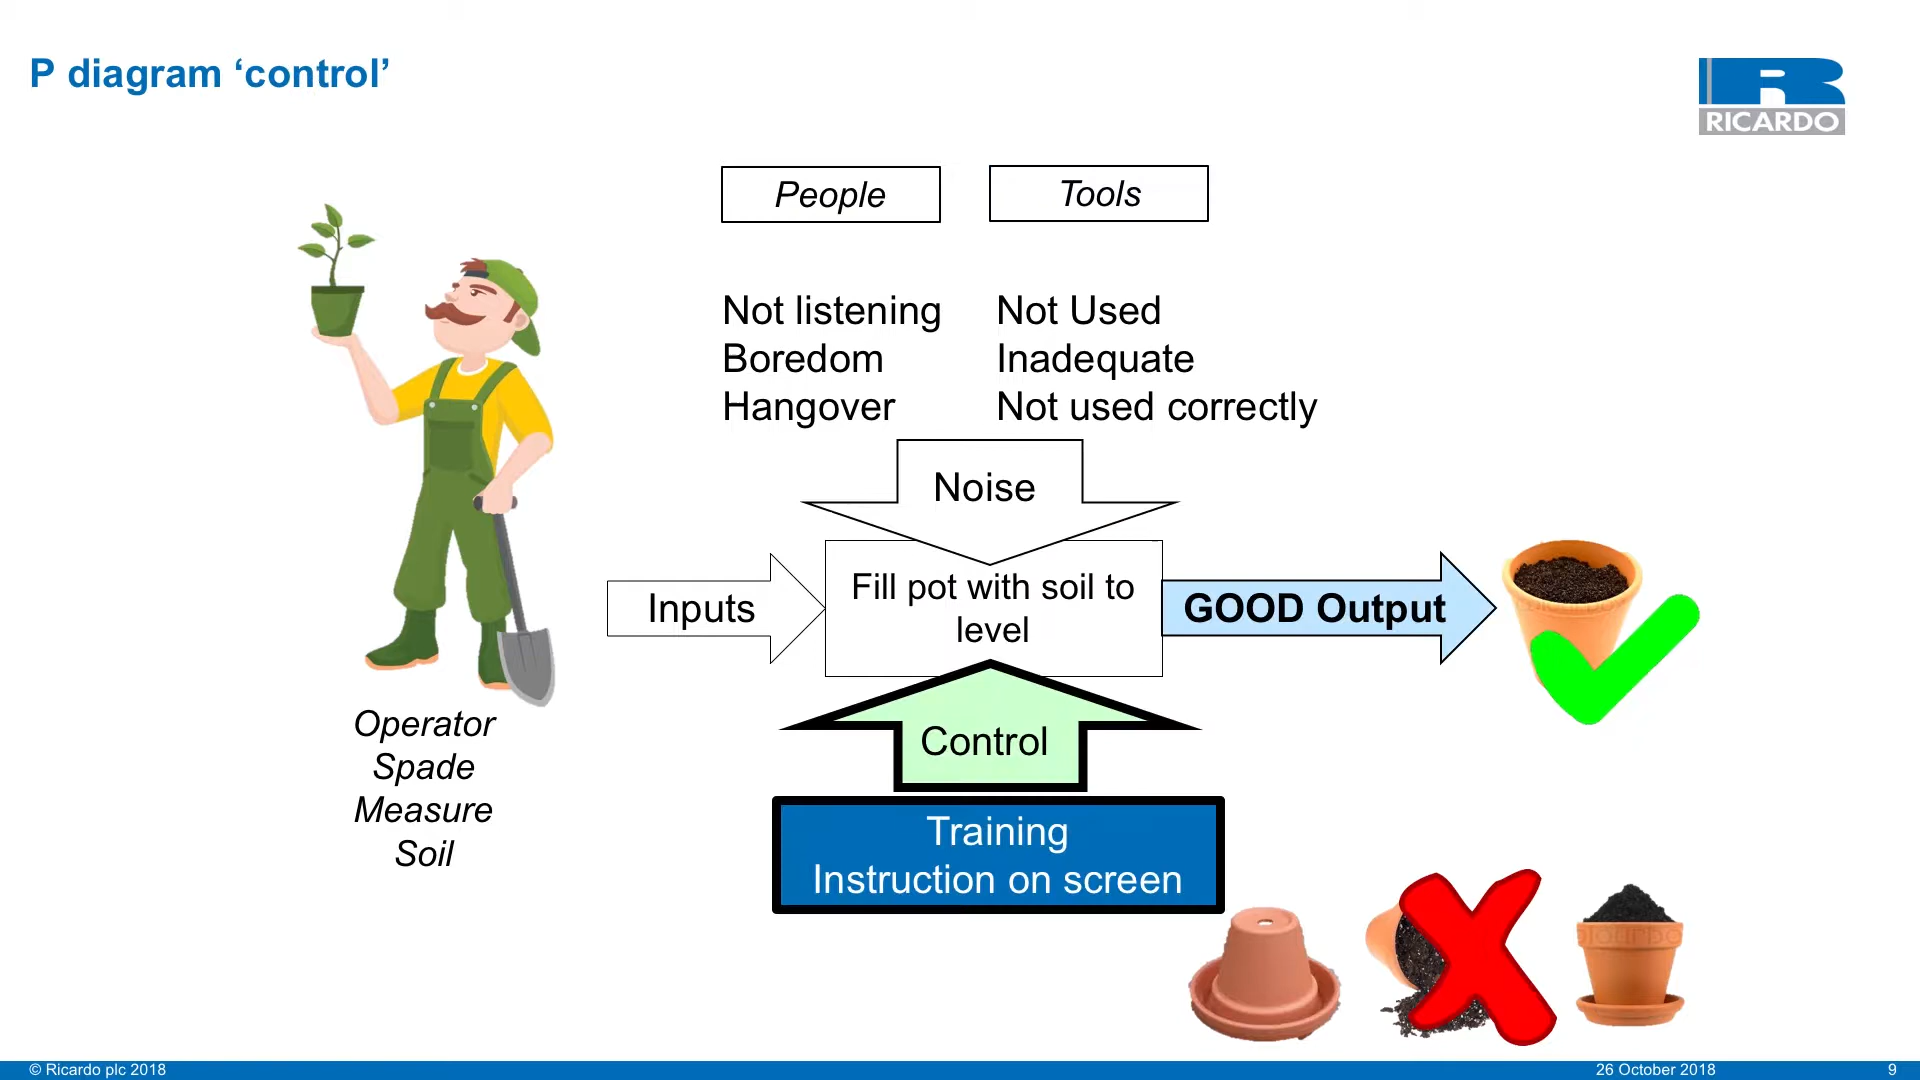 P diagram ‘control’
RICARDO
People
Tools
Not listening
Boredom
Hangover
Not Used
Inadequate
Not used correctly
Noise
Inputs
Fill pot with soil to
level
GOOD Output
Control
Training
Instruction on screen
Operator
Spade
Measure
Soil
© Ricardo plc 2018
26 October 2018
9